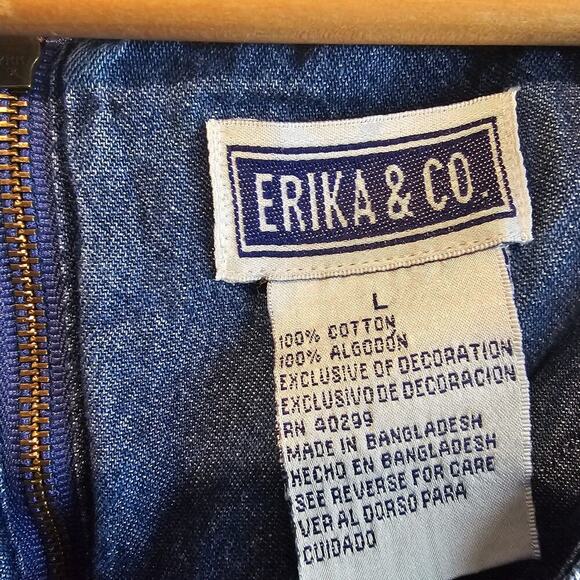 ERIKA & CO.
L
100% COTTON
100% ALGODÓN
EXCLUSIVE OF DECORATION
EXCLUSIVO DE DECORACION
RN 40299
MADE IN BANGLADESH
HECHO EN BANGLADESH
SEE REVERSE FOR CARE
VER AL DORSO PARA
CUIDADO